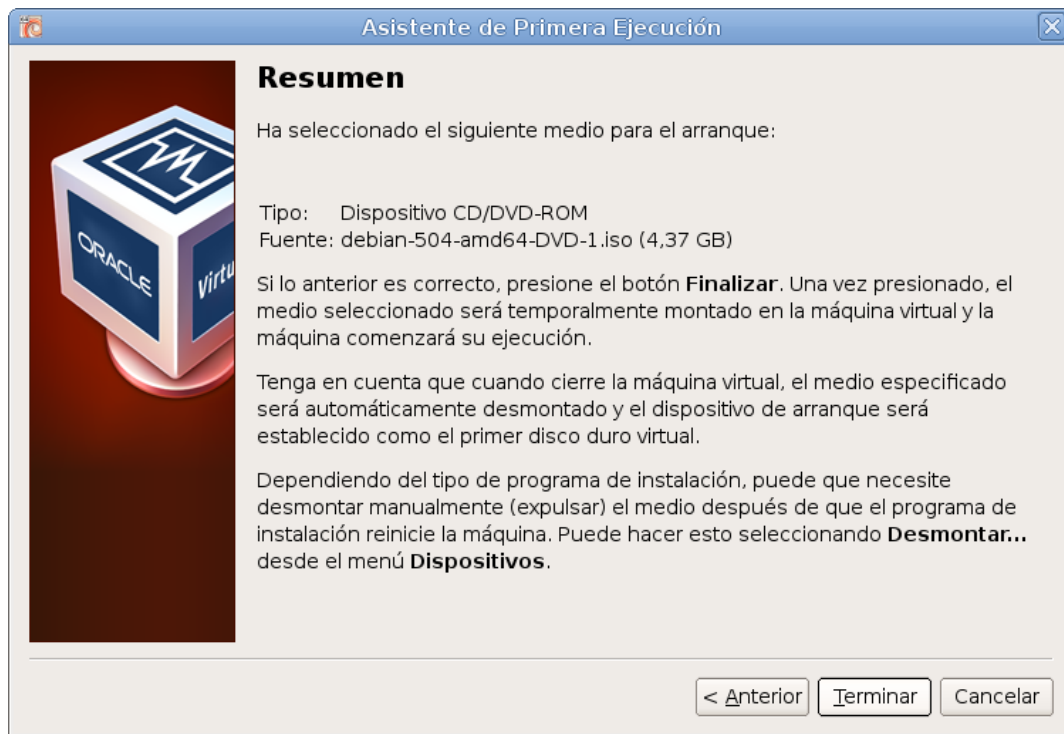 Asistente de Primera Ejecución
Resumen
Ha seleccionado el siguiente medio para el arranque:
Tipo: Dispositivo CD/DVD-ROM
Fuente: debian-504-amd64-DVD-1.iso (4,37 GB)
Si lo anterior es correcto, presione el botón Finalizar. Una vez presionado, el
medio seleccionado será temporalmente montado en la máquina virtual y la
máquina comenzará su ejecución.
Tenga en cuenta que cuando cierre la máquina virtual, el medio especificado
será automáticamente desmontado y el dispositivo de arranque será
establecido como el primer disco duro virtual.
Dependiendo del tipo de programa de instalación, puede que necesite
desmontar manualmente (expulsar) el medio después de que el programa de
instalación reinicie la máquina. Puede hacer esto seleccionando Desmontar...
desde el menú Dispositivos.
ORACLE
Virtu
< Anterior Terminar Cancelar